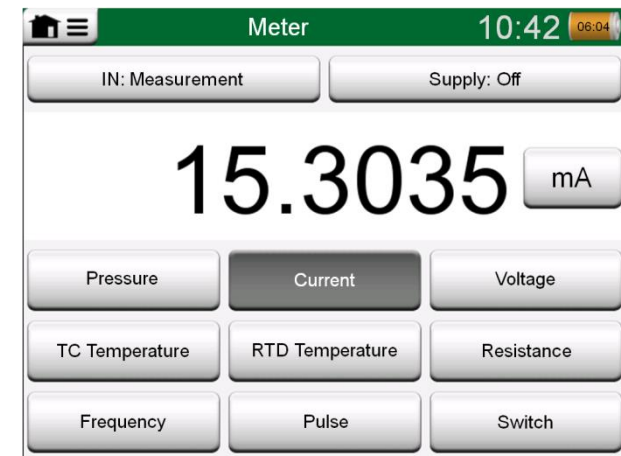 Meter 10:42 06:04
IN: Measurement Supply: Off
15.3035 mA
Pressure Current Voltage
TC Temperature RTD Temperature Resistance
Frequency Pulse Switch